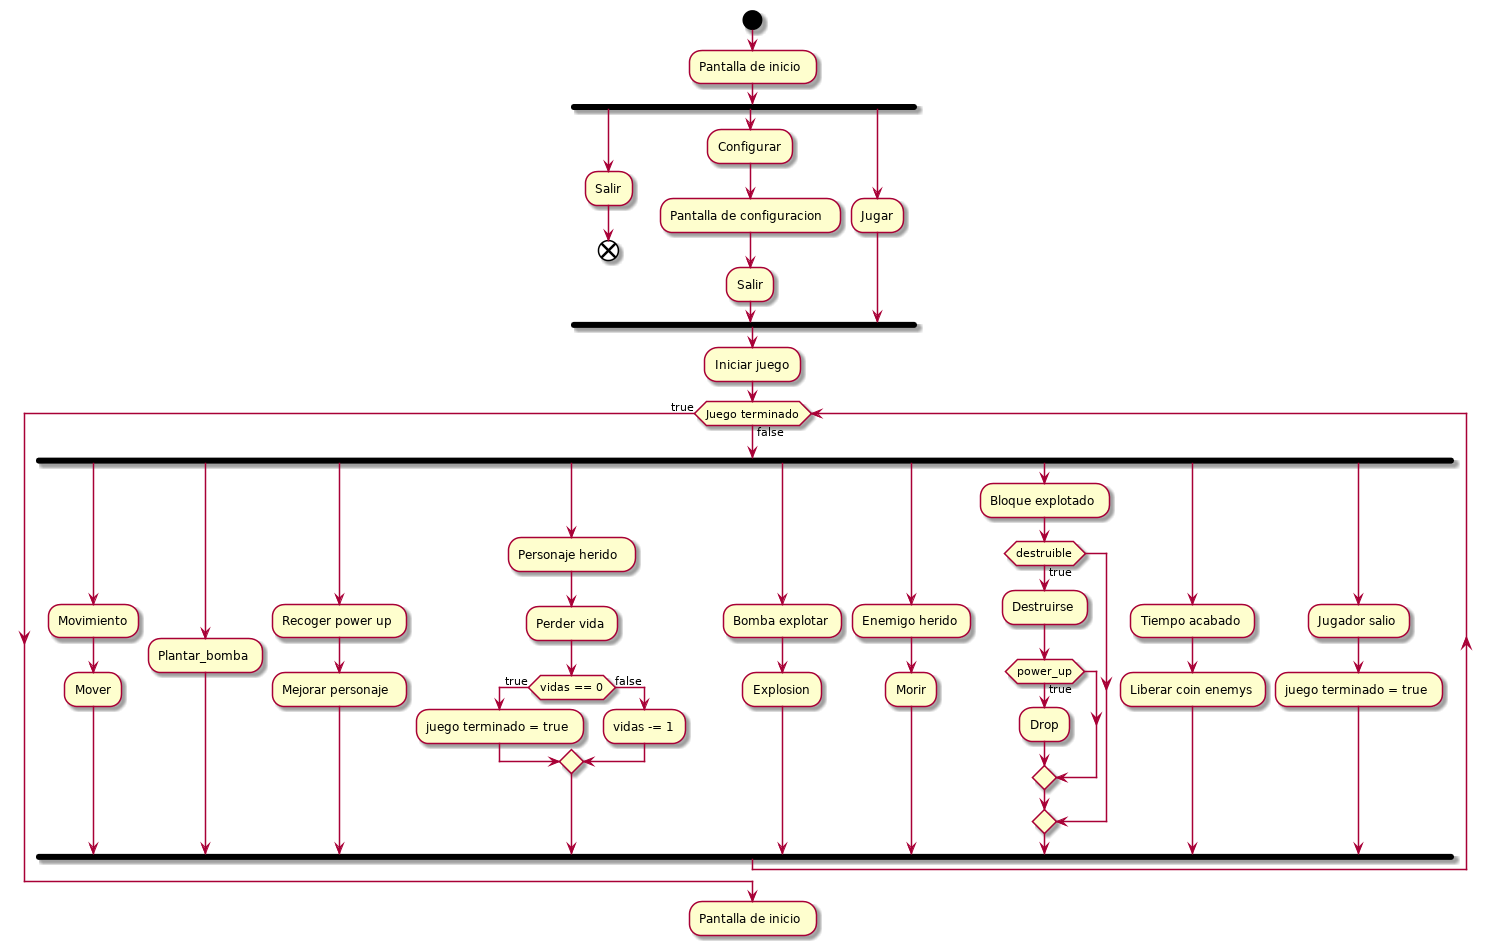 Pantalla de inicio
Configurar
Salir
Pantalla de configuracion
Jugar
Salir
Iniciar juego
true
Juego terminado
false
Bloque explotado
Personaje herido
destruible
true
Movimiento
Recoger power up
Perder vida
Bomba explotar
Enemigo herido
Destruirse
Tiempo acabado
Jugador salio
Plantar_bomba
Mover
Mejorar personaje
true
vidas == 0
false
Explosion
Morir
power_up
true
Liberar coin enemys
juego terminado = true
juego terminado = true
vidas -= 1
Drop
Pantalla de inicio